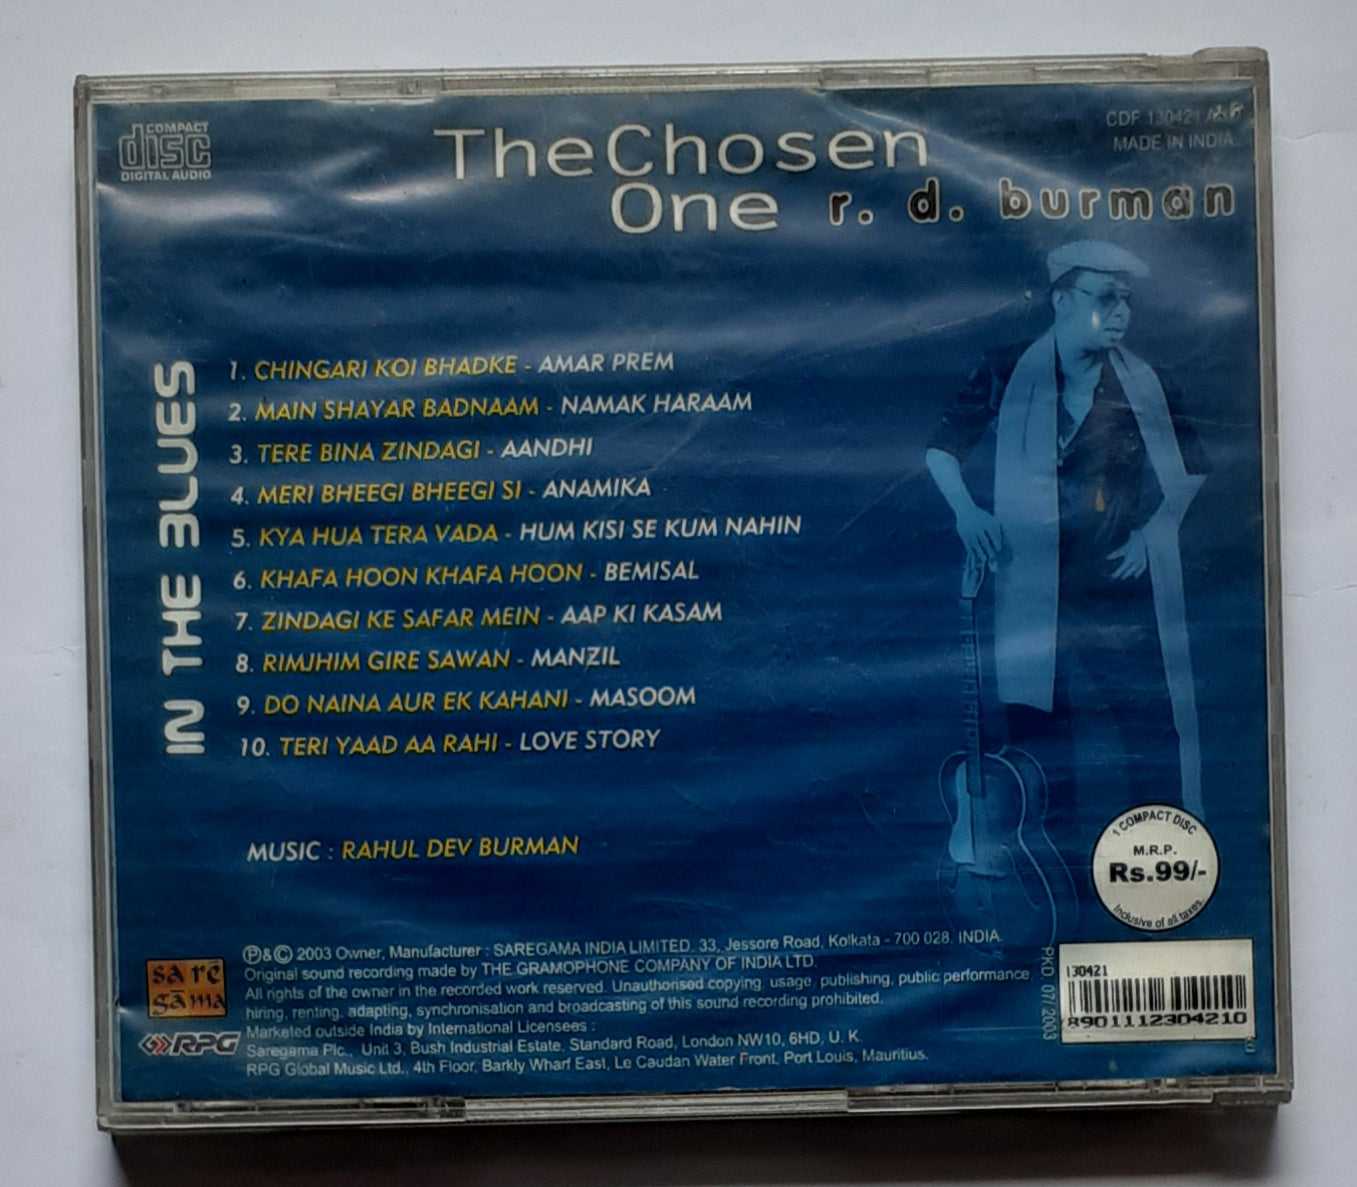 COMPACT
disc
DIGITAL AUDIO
The Chosen
One r. d. burman
CDF 130421
MADE IN INDIA
IN THE BLUES
1. CHINGARI KOI BHADKE - AMAR PREM
2. MAIN SHAYAR BADNAAM - NAMAK HARAAM
3. TERE BINA ZINDAGI - AANDHI
4. MERI BHEEGI BHEEGI SI - ANAMIKA
5. KYA HUA TERA VADA - HUM KISI SE KUM NAHIN
6. KHAFA HOON KHAFA HOON - BEMISAL
7. ZINDAGI KE SAFAR MEIN - AAP KI KASAM
8. RIMJHIM GIRE SAWAN - MANZIL
9. DO NAINA AUR EK KAHANI - MASOOM
10. TERI YAAD AA RAHI - LOVE STORY
MUSIC : RAHUL DEV BURMAN
1 COMPACT DISC
M.R.P.
Rs.99/-
Inclusive of all taxes.
sa rē
gā ma
RPG
℗&© 2003 Owner, Manufacturer : SAREGAMA INDIA LIMITED. 33, Jessore Road, Kolkata - 700 028. INDIA.
Original sound recording made by THE GRAMOPHONE COMPANY OF INDIA LTD.
All rights of the owner in the recorded work reserved. Unauthorised copying, usage, publishing, public performance,
hiring, renting, adapting, synchronisation and broadcasting of this sound recording prohibited.
Marketed outside India by International Licensees :
Saregama Plc., Unit 3, Bush Industrial Estate, Standard Road, London NW10, 6HD, U. K.
RPG Global Music Ltd., 4th Floor, Barkly Wharf East, Le Caudan Water Front, Port Louis, Mauritius.
PKD 07/2003
130421
8901112304210